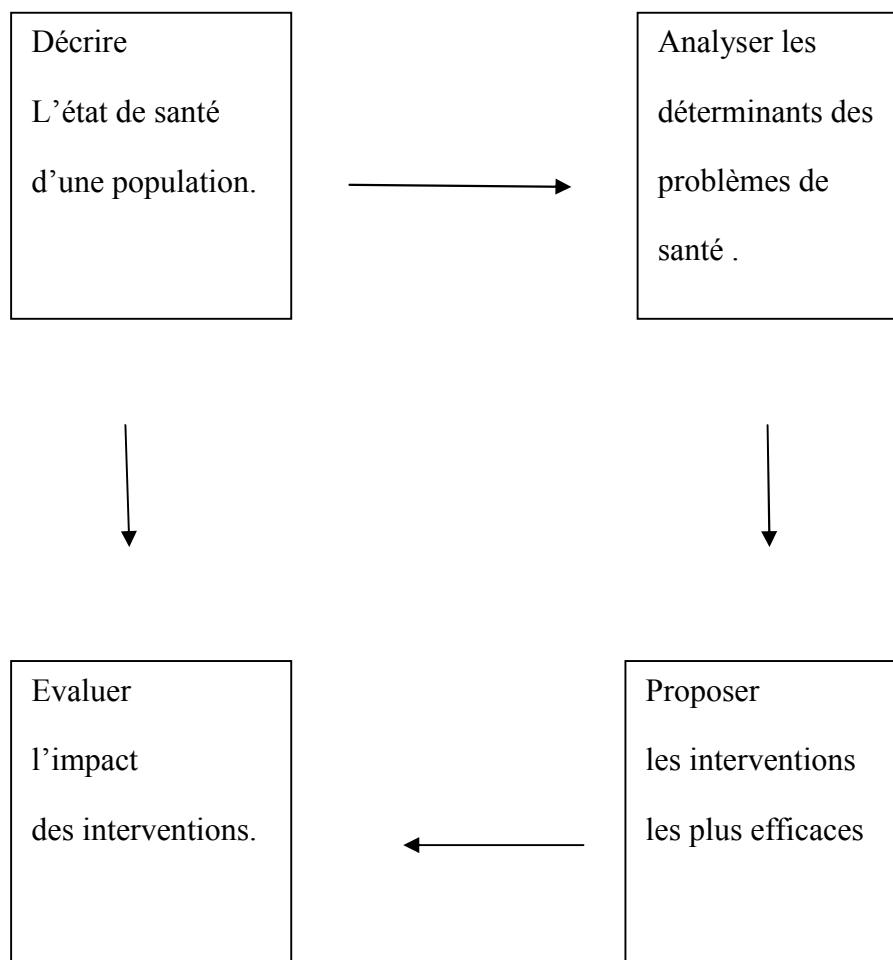 Décrire
L’état de santé
d’une population.
Analyser les
déterminants des
problèmes de
santé .
Evaluer
l’impact
des interventions.
Proposer
les interventions
les plus efficaces